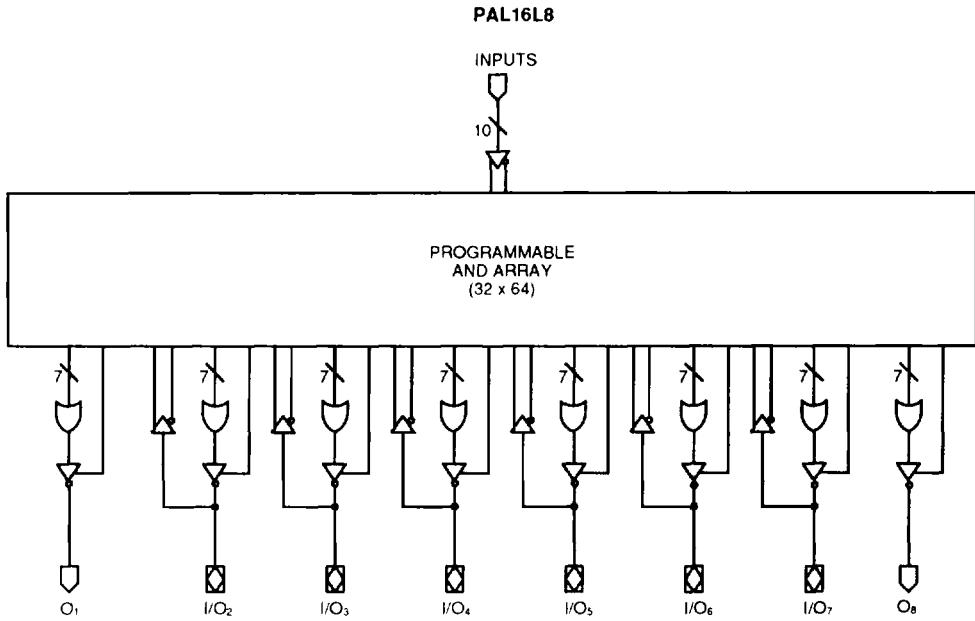 PAL16L8
INPUTS
10
PROGRAMMABLE
AND ARRAY
(32 x 64)
7 7 7 7 7 7 7 7
O₁ I/O₂ I/O₃ I/O₄ I/O₅ I/O₆ I/O₇ O₈